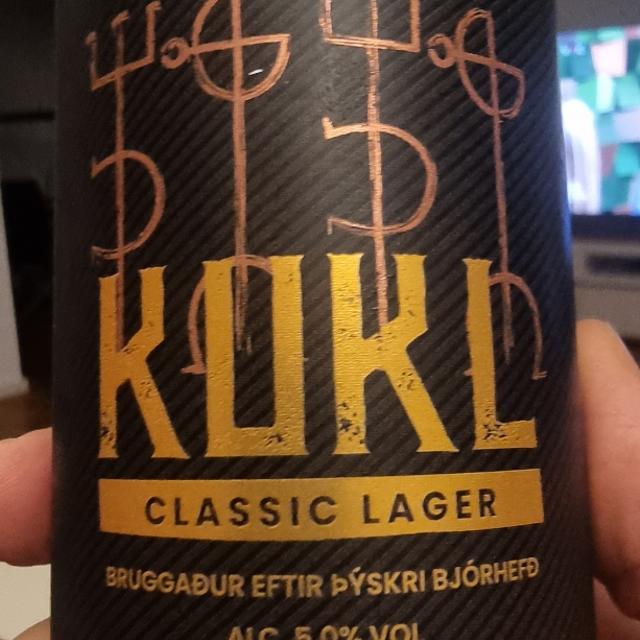 KUKL
CLASSIC LAGER
BRUGGAÐUR EFTIR ÞÝSKRI BJÓRHEFÐ
ALC. 5.0% VOL